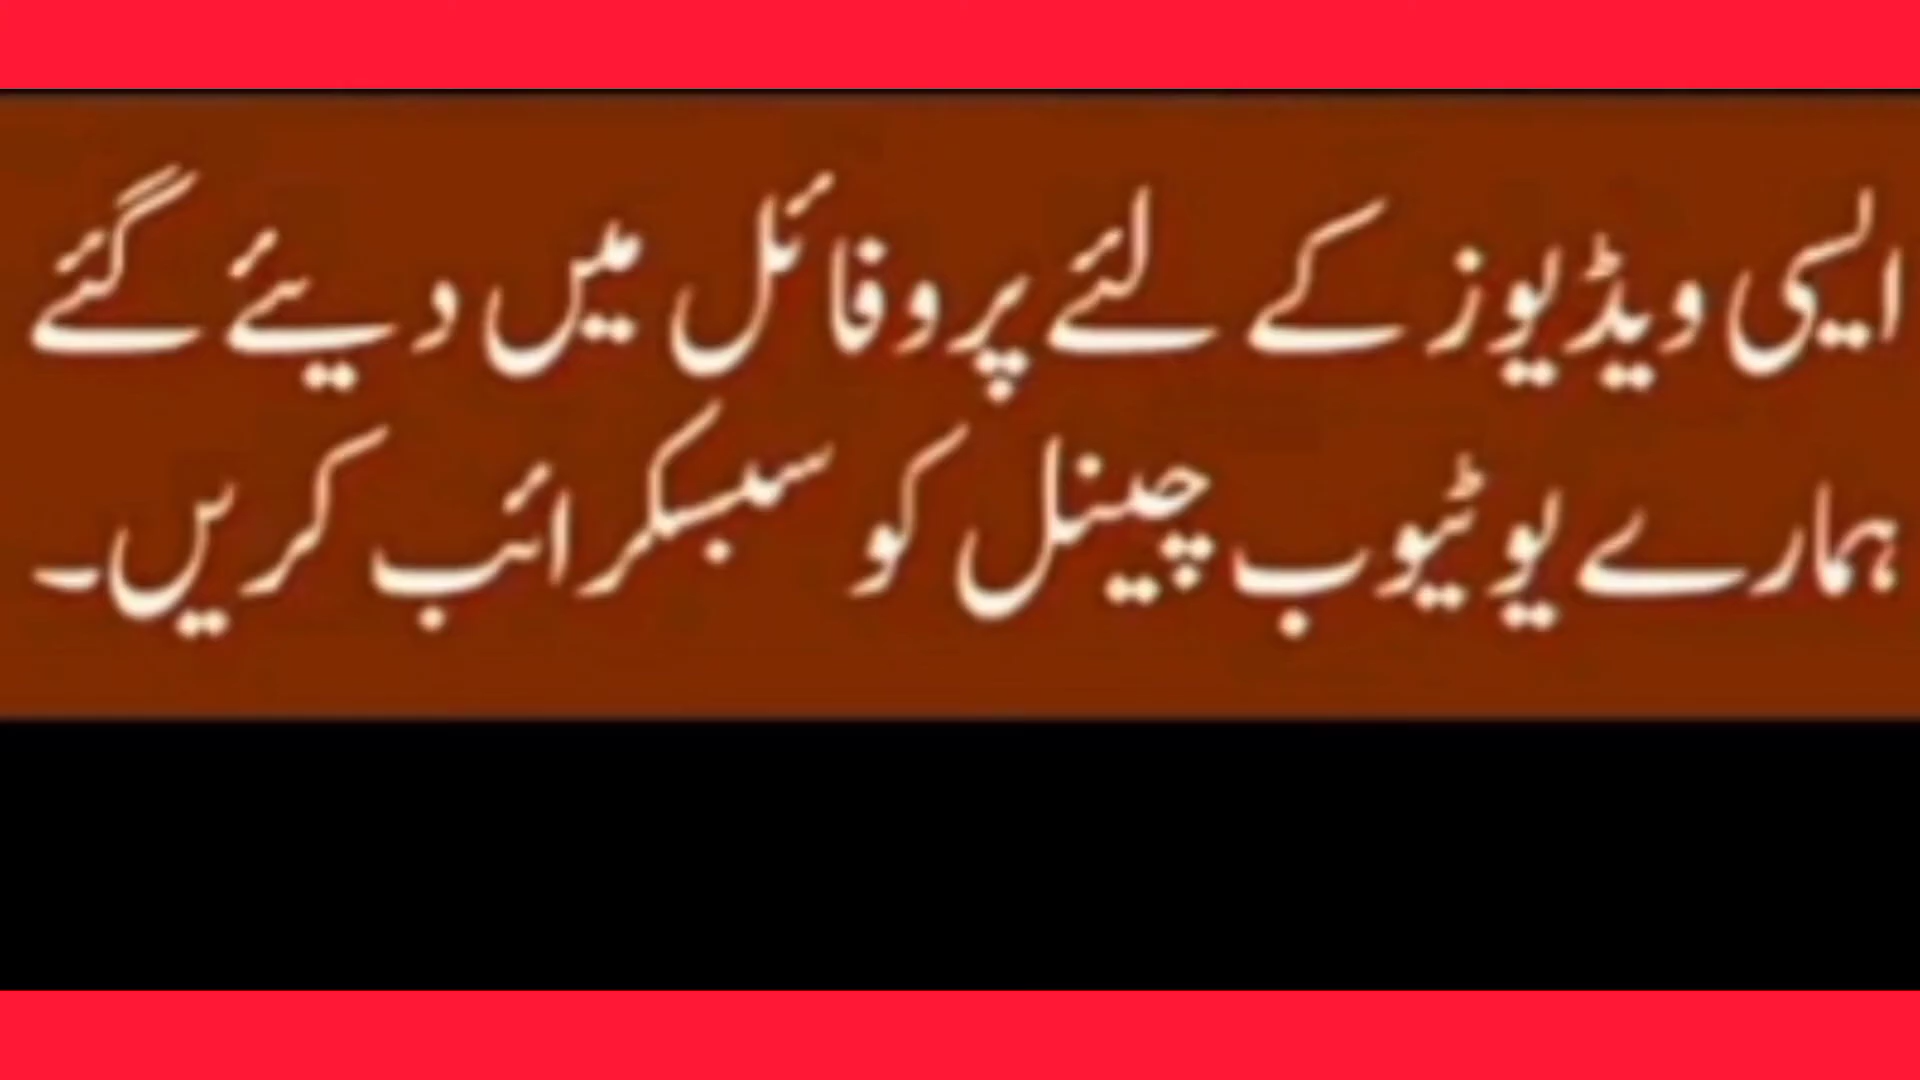 ایسی ویڈیوز کے لئے پروفائل میں دیئے گئے
ہمارے یوٹیوب چینل کو سبسکرائب کریں۔